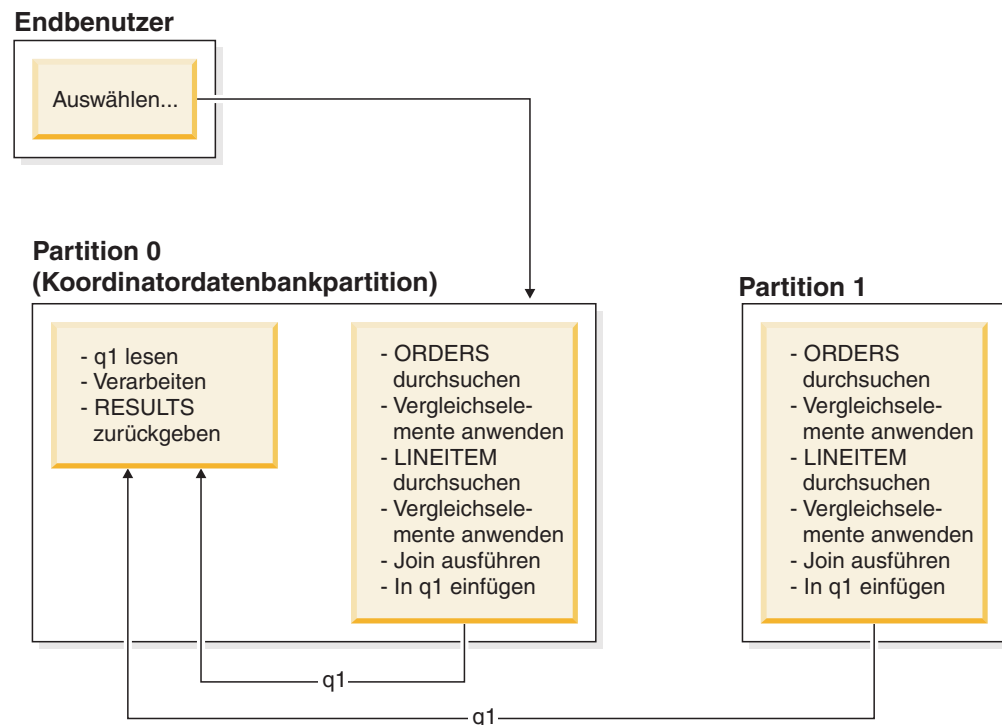 Endbenutzer
Auswählen...
Partition 0
(Koordinatordatenbankpartition)
- q1 lesen
- Verarbeiten
- RESULTS
zurückgeben
- ORDERS
durchsuchen
- Vergleichsele-
mente anwenden
- LINEITEM
durchsuchen
- Vergleichsele-
mente anwenden
- Join ausführen
- In q1 einfügen
Partition 1
- ORDERS
durchsuchen
- Vergleichsele-
mente anwenden
- LINEITEM
durchsuchen
- Vergleichsele-
mente anwenden
- Join ausführen
- In q1 einfügen
q1
q1